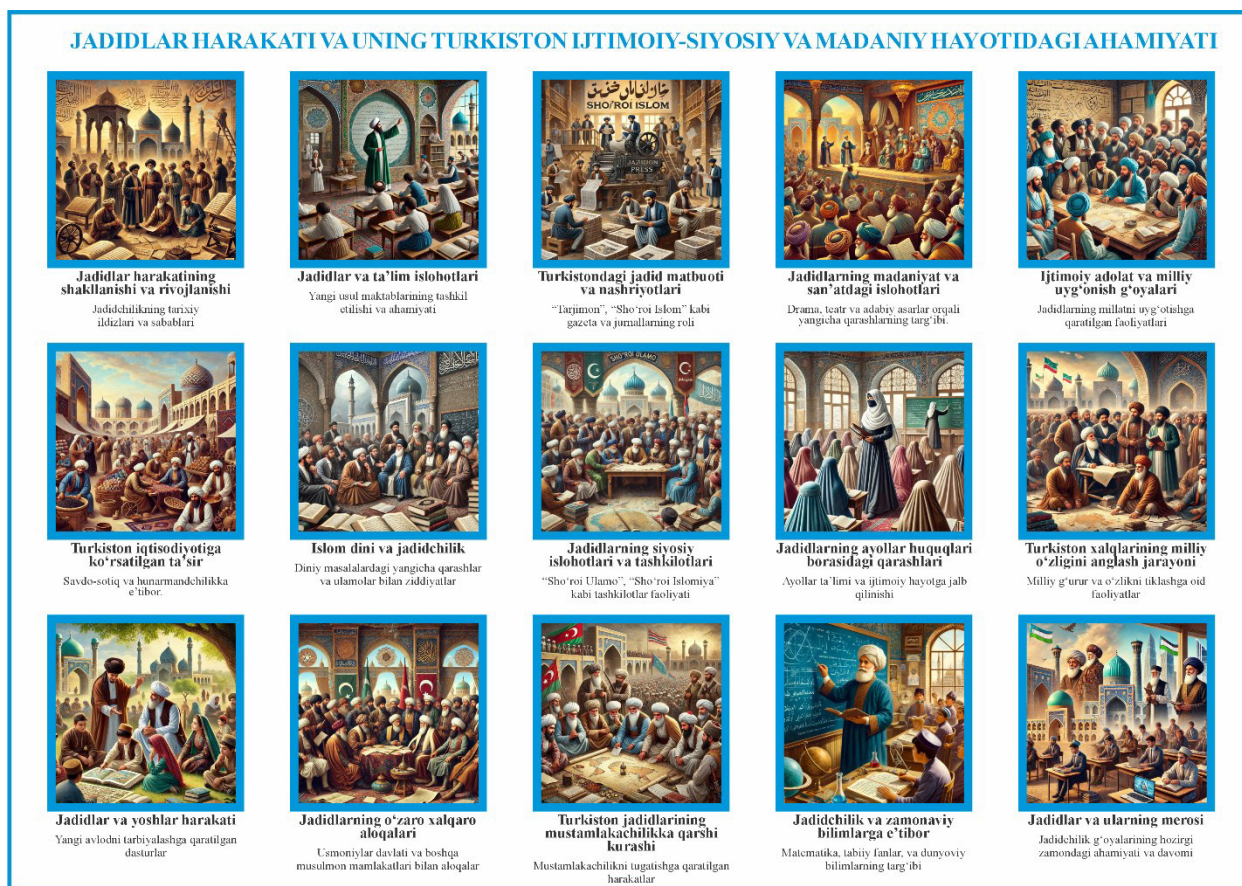 JADIDLAR HARAKATI VA UNING TURKISTON IJTIMOIY-SIYOSIY VA MADANIY HAYOTIDAGI AHAMIYATI
SHO'ROI ISLOM
PRESS
Jadidlar harakatining
shakllanishi va rivojlanishi
Jadidchilikning tarixiy
ildizlari va sabablari
Jadidlar va ta’lim islohotlari
Yangi usul maktablarining tashkil
etilishi va ahamiyati
Turkistondagi jadid matbuoti
va nashriyotlari
“Tarjimon”, “Sho‘roi Islom” kabi
gazeta va jurnallarning roli
Jadidlarning madaniyat va
san’atdagi islohotlari
Drama, teatr va adabiy asarlar orqali
yangicha qarashlarning targ‘ibi.
Ijtimoiy adolat va milliy
uyg‘onish g‘oyalari
Jadidlarning millatni uyg‘otishga
qaratilgan faoliyatlari
SHO'ROI ULAMO
Turkiston iqtisodiyotiga
ko‘rsatilgan ta’sir
Savdo-sotiq va hunarmandchilikka
e’tibor.
Islom dini va jadidchilik
Diniy masalalardagi yangicha qarashlar
va ulamolar bilan ziddiyatlar
Jadidlarning siyosiy
islohotlari va tashkilotlari
“Sho‘roi Ulamo”, “Sho‘roi Islomiya”
kabi tashkilotlar faoliyati
Jadidlarning ayollar huquqlari
borasidagi qarashlari
Ayollar ta’limi va ijtimoiy hayotga jalb
qilinishi
Turkiston xalqlarining milliy
o‘zligini anglash jarayoni
Milliy g‘urur va o‘zlikni tiklashga oid
faoliyatlar
Jadidlar va yoshlar harakati
Yangi avlodni tarbiyalashga qaratilgan
dasturlar
Jadidlarning o‘zaro xalqaro
aloqalari
Usmoniylar davlati va boshqa
musulmon mamlakatlari bilan aloqalar
Turkiston jadidlarining
mustamlakachilikka qarshi
kurashi
Mustamlakachilikni tugatishga qaratilgan
harakatlar
Jadidchilik va zamonaviy
bilimlarga e’tibor
Matematika, tabiiy fanlar, va dunyoviy
bilimlarning targ‘ibi
Jadidlar va ularning merosi
Jadidchilik g‘oyalarining hozirgi
zamondagi ahamiyati va davomi